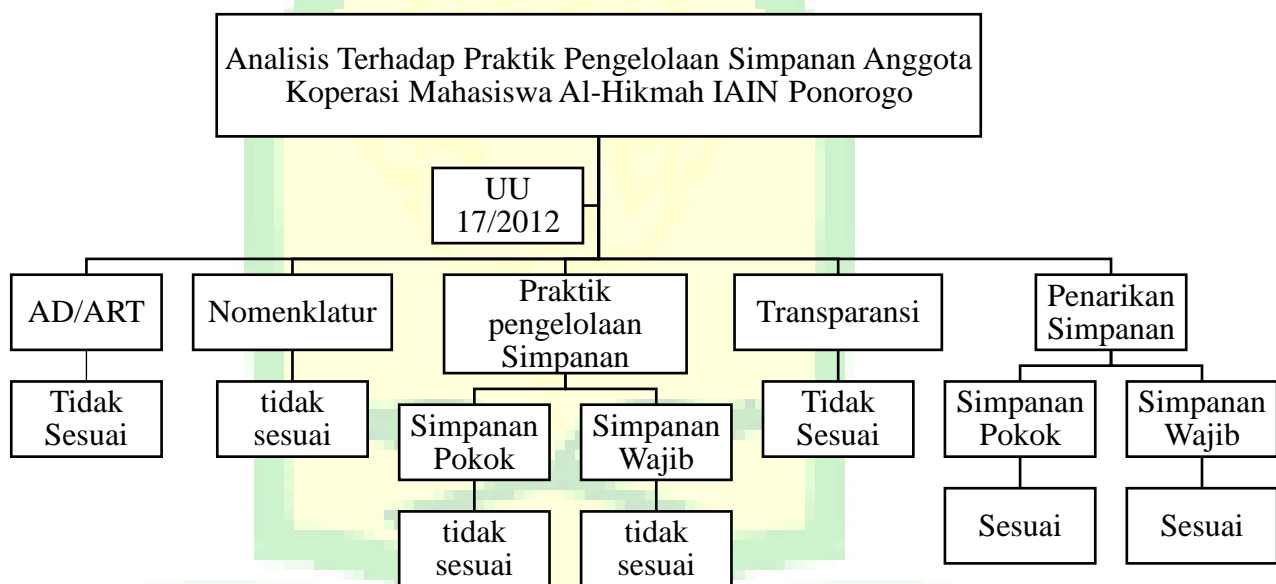 Analisis Terhadap Praktik Pengelolaan Simpanan Anggota
Koperasi Mahasiswa Al-Hikmah IAIN Ponorogo
UU
17/2012
AD/ART
Tidak
Sesuai
Nomenklatur
tidak
sesuai
Praktik
pengelolaan
Simpanan
Simpanan
Pokok
tidak
sesuai
Simpanan
Wajib
tidak
sesuai
Transparansi
Tidak
Sesuai
Penarikan
Simpanan
Simpanan
Pokok
Sesuai
Simpanan
Wajib
Sesuai